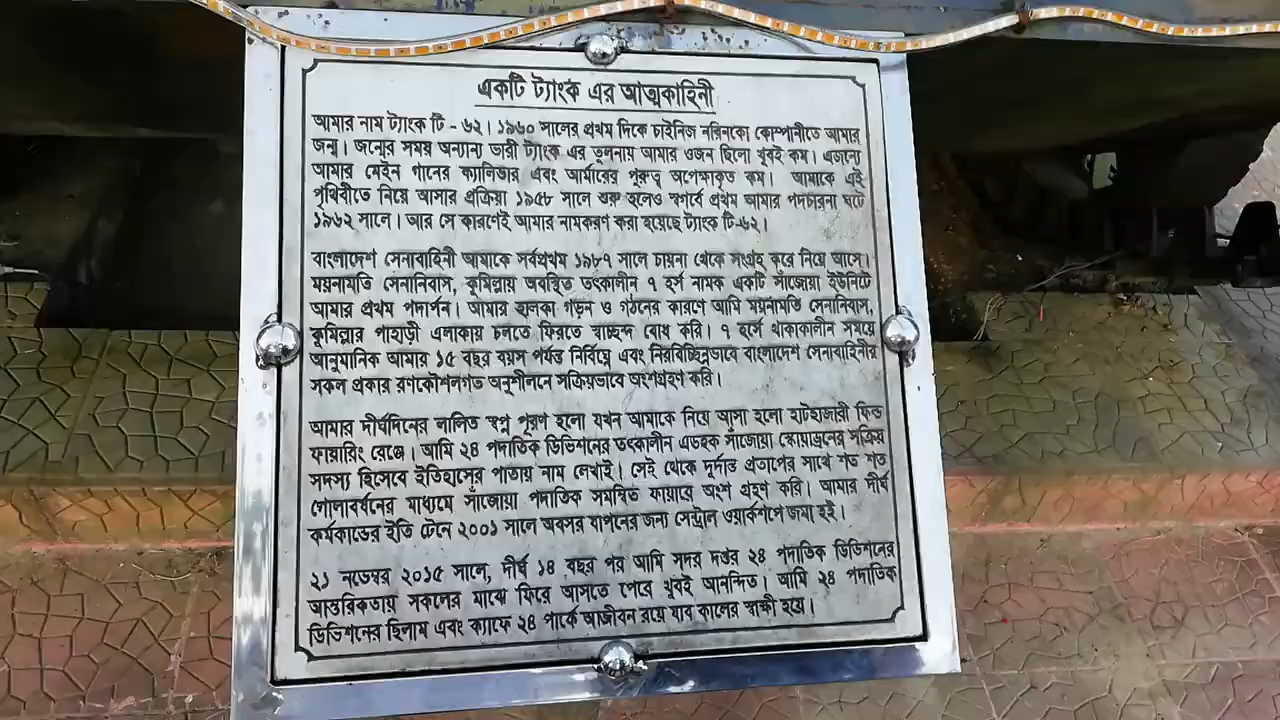 একটি ট্যাংক এর আত্মকাহিনী
আমার নাম ট্যাংক টি - ৬২। ১৯৬০ সালের প্রথম দিকে চাইনিজ নরিনকো কোম্পানীতে আমার
জন্ম। জন্মের সময় অন্যান্য ভারী ট্যাংক এর তুলনায় আমার ওজন ছিলো খুবই কম। এজন্যে
আমার মেইন গানের ক্যালিভার এবং আর্মারের পুরুত্ব অপেক্ষাকৃত কম। আমাকে এই
পৃথিবীতে নিয়ে আসার প্রক্রিয়া ১৯৫৮ সালে শুরু হলেও স্বগর্বে প্রথম আমার পদচারনা ঘটে
১৯৬২ সালে। আর সে কারণেই আমার নামকরণ করা হয়েছে ট্যাংক টি-৬২।
বাংলাদেশ সেনাবাহিনী আমাকে সর্বপ্রথম ১৯৮৭ সালে চায়না থেকে সংগ্রহ করে নিয়ে আসে।
ময়নামতি সেনানিবাস, কুমিল্লায় অবস্থিত তৎকালীন ৭ হর্স নামক একটি সাঁজোয়া ইউনিটে
আমার প্রথম পদার্পন। আমার হালকা গড়ন ও গঠনের কারণে আমি ময়নামতি সেনানিবাস,
কুমিল্লার পাহাড়ী এলাকায় চলতে ফিরতে স্বাচ্ছন্দ বোধ করি। ৭ হর্সে থাকাকালীন সময়ে
আনুমানিক আমার ১৫ বছর বয়স পর্যন্ত নির্বিঘ্নে এবং নিরবিচ্ছিন্নভাবে বাংলাদেশ সেনাবাহিনীর
সকল প্রকার রণকৌশলগত অনুশীলনে সক্রিয়ভাবে অংশগ্রহণ করি।
আমার দীর্ঘদিনের লালিত স্বপ্ন পূরণ হলো যখন আমাকে নিয়ে আসা হলো হাটহাজারী ফিল্ড
ফায়ারিং রেঞ্জে। আমি ২৪ পদাতিক ডিভিশনের তৎকালীন এডহক সাঁজোয়া স্কোয়াড্রনের সক্রিয়
সদস্য হিসেবে ইতিহাসের পাতায় নাম লেখাই। সেই থেকে দুর্দান্ত প্রতাপের সাথে শত শত
গোলাবর্ষনের মাধ্যমে সাঁজোয়া পদাতিক সমন্বিত ফায়ারে অংশ গ্রহণ করি। আমার দীর্ঘ
কর্মকান্ডের ইতি টেনে ২০০১ সালে অবসর যাপনের জন্য সেন্ট্রাল ওয়ার্কশপে জমা হই।
২১ নভেম্বর ২০১৫ সালে, দীর্ঘ ১৪ বছর পর আমি সদর দপ্তর ২৪ পদাতিক ডিভিশনের
আন্তরিকতায় সকলের মাঝে ফিরে আসতে পেরে খুবই আনন্দিত। আমি ২৪ পদাতিক
ডিভিশনের ছিলাম এবং ক্যাফে ২৪ পার্কে আজীবন রয়ে যাব কালের স্বাক্ষী হয়ে।